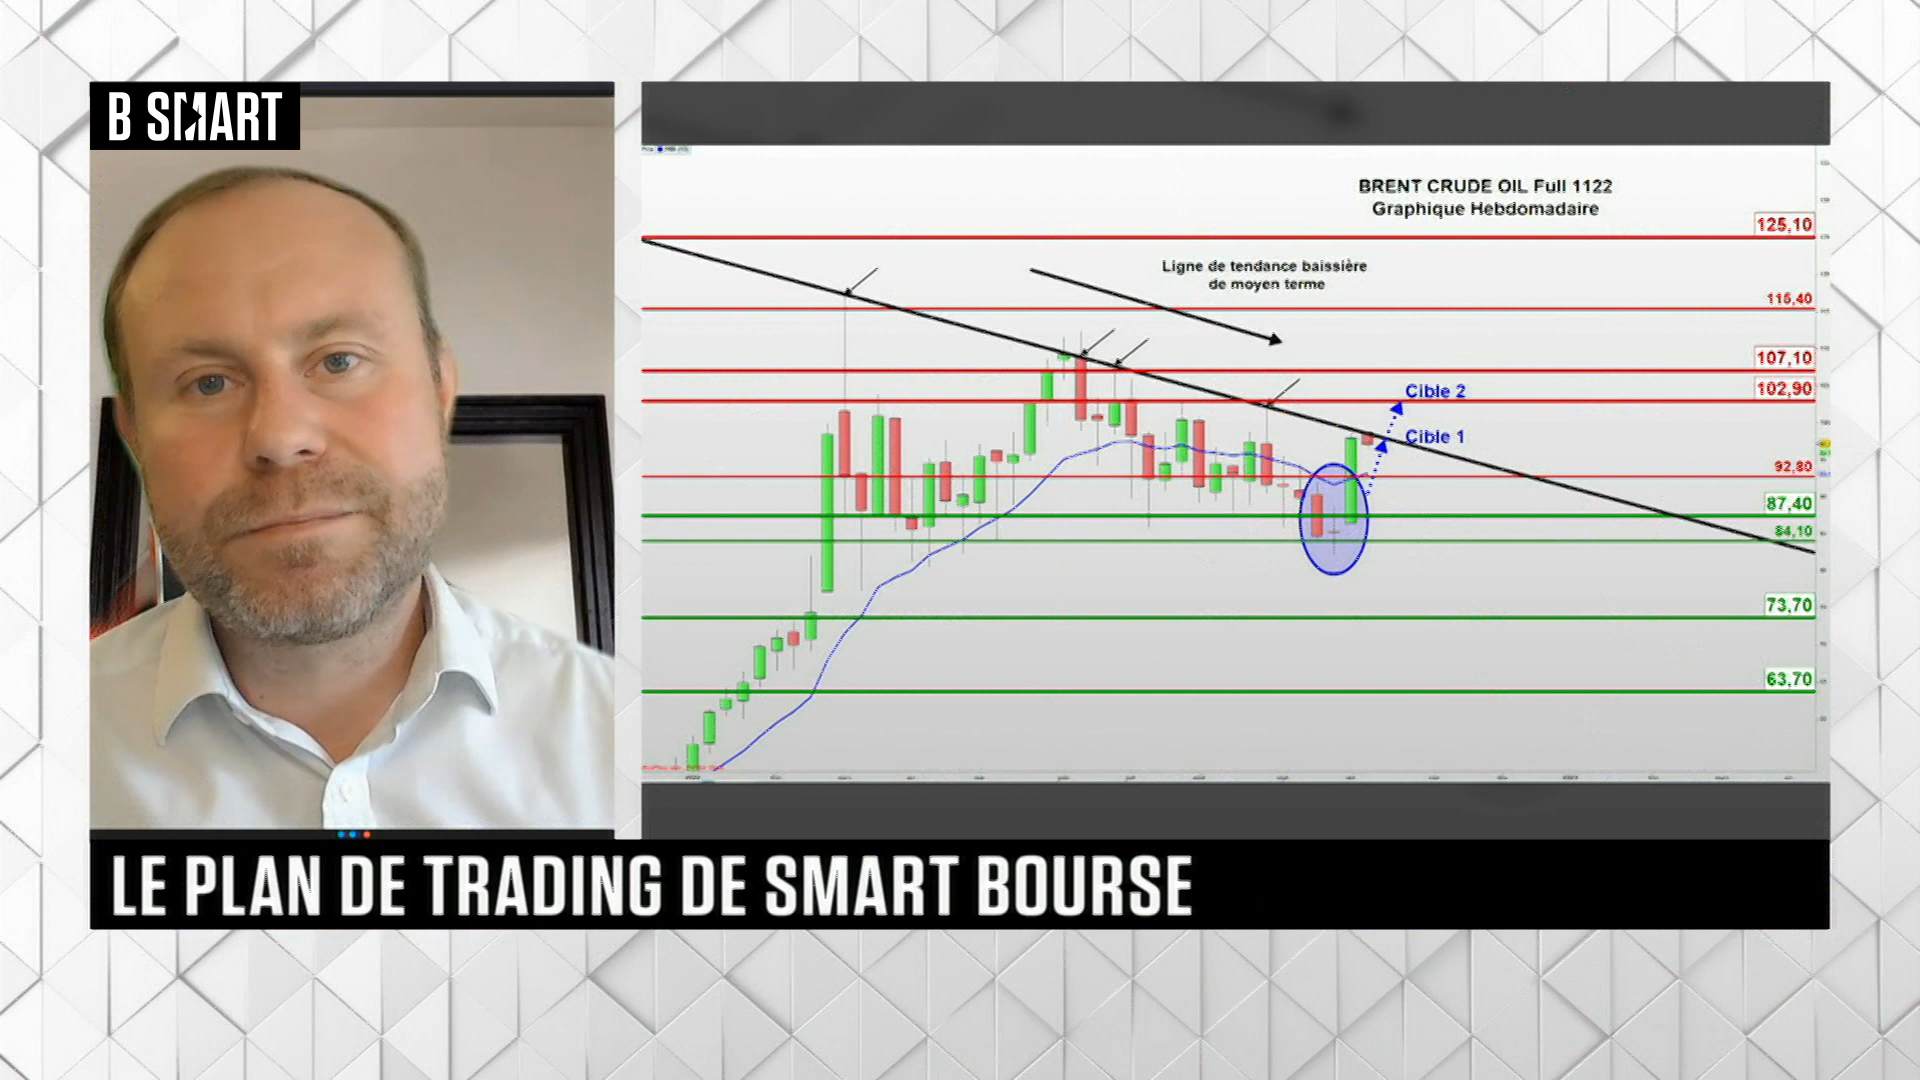 B SMART
BRENT CRUDE OIL Full 1122
Graphique Hebdomadaire
125,10
Ligne de tendance baissière
de moyen terme
115,40
107,10
102,90
Cible 2
Cible 1
92,80
87,40
84,10
73,70
63,70
LE PLAN DE TRADING DE SMART BOURSE